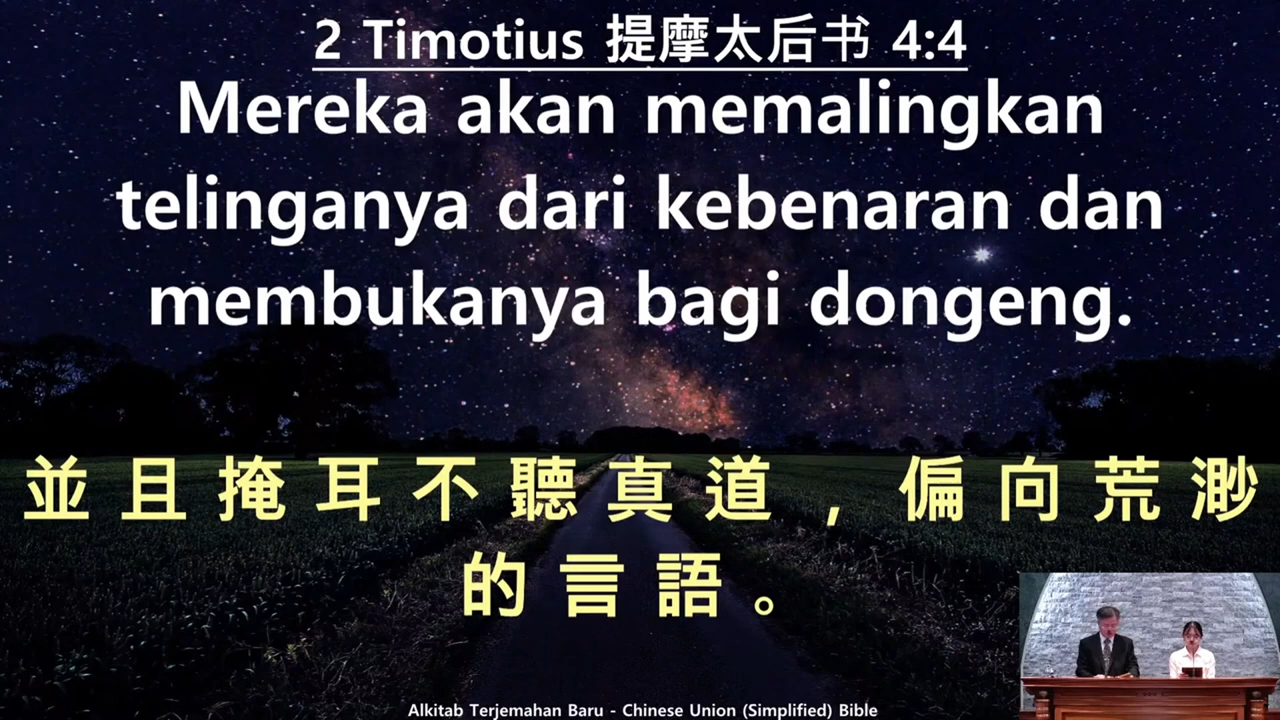 2 Timotius 提摩太后书 4:4
Mereka akan memalingkan
telinganya dari kebenaran dan
membukanya bagi dongeng.
並且掩耳不聽真道，偏向荒渺
的言語。
Alkitab Terjemahan Baru - Chinese Union (Simplified) Bible